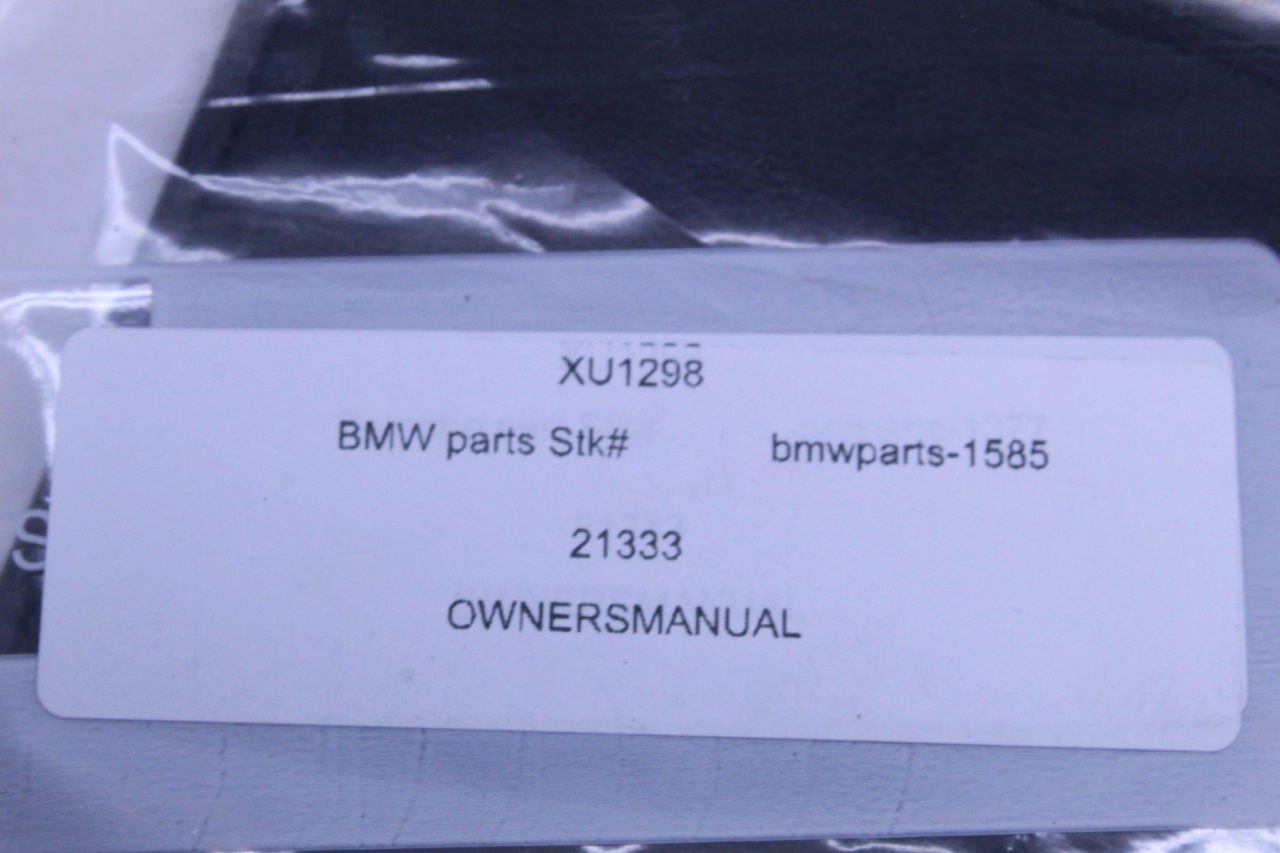 XU1298
BMW parts Stk# bmwparts-1585
21333
OWNERSMANUAL